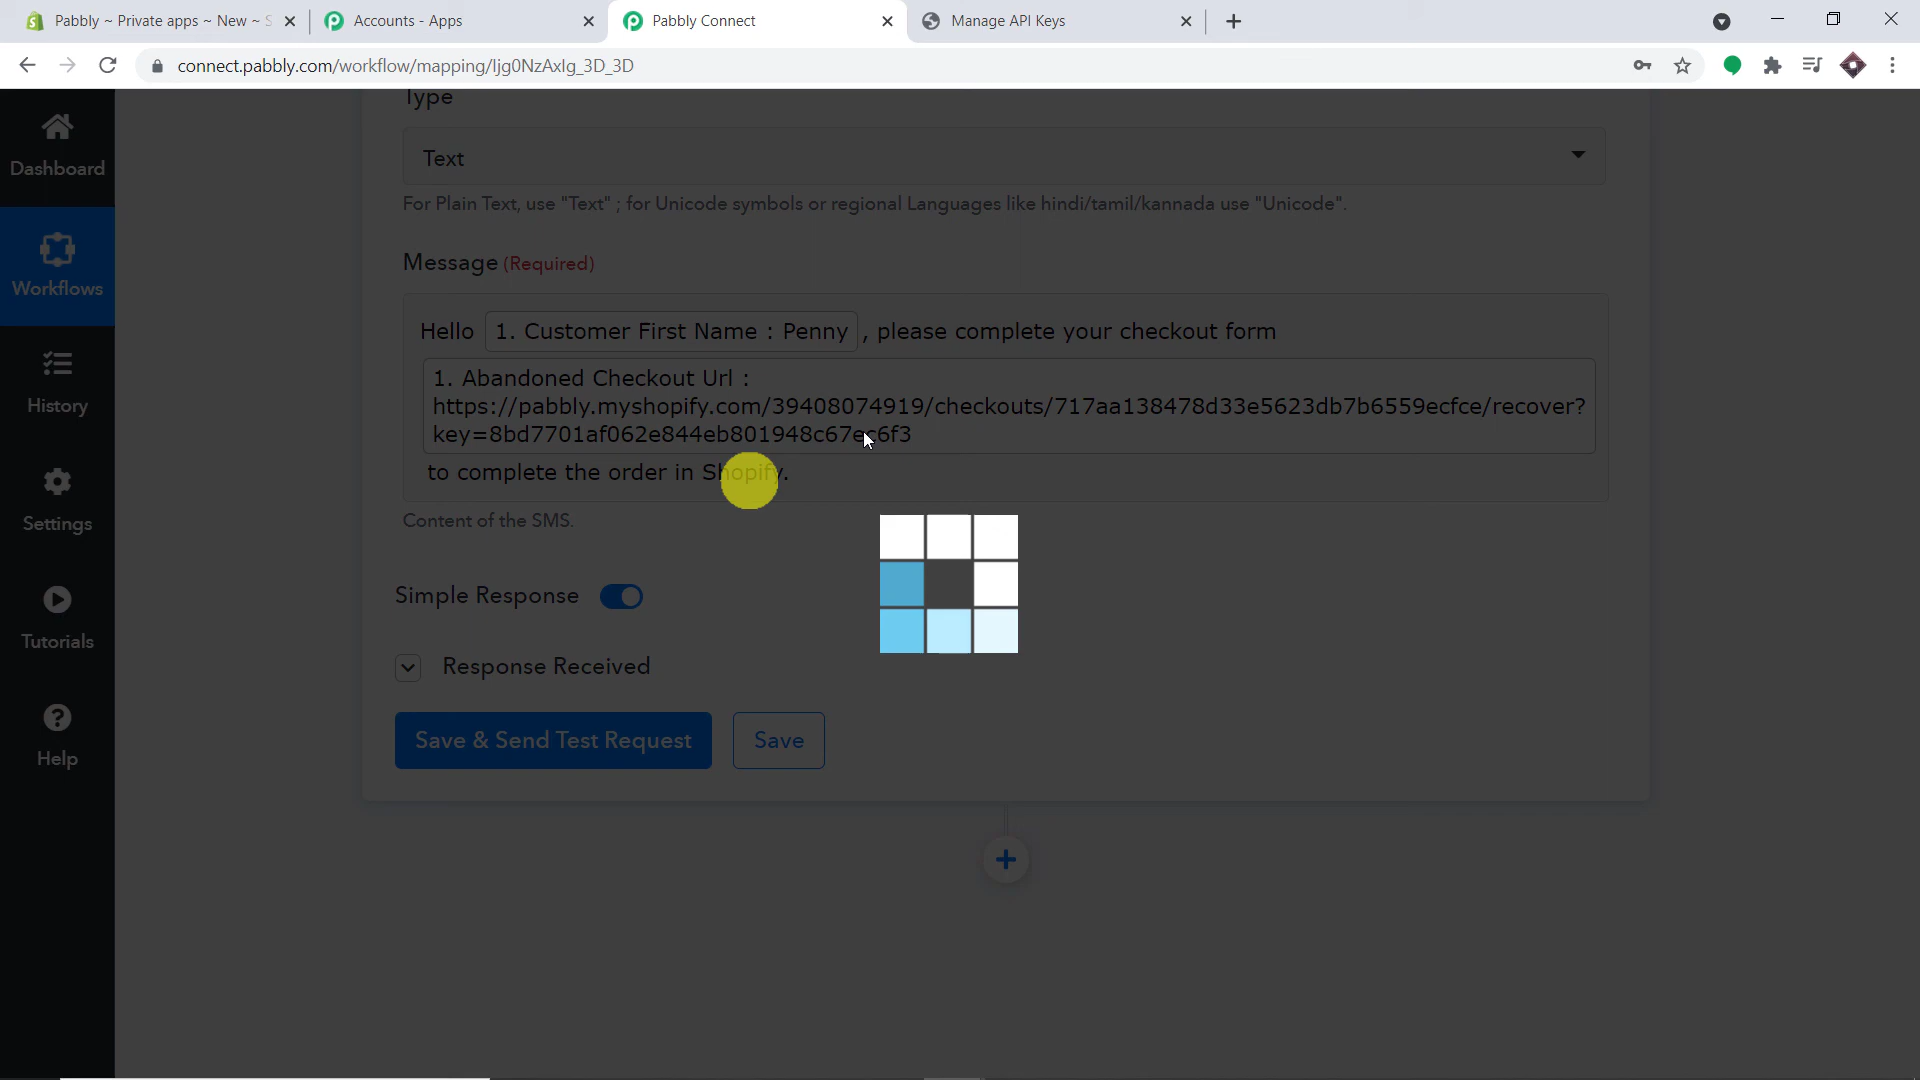 Pabbly ~ Private apps ~ New ~ S
Accounts - Apps
Pabbly Connect
Manage API Keys
connect.pabbly.com/workflow/mapping/Ijg0NzAxIg_3D_3D
Dashboard
Workflows
History
Settings
Tutorials
Help
Type
Text
For Plain Text, use "Text" ; for Unicode symbols or regional Languages like hindi/tamil/kannada use "Unicode".
Message (Required)
Hello 1. Customer First Name : Penny , please complete your checkout form
1. Abandoned Checkout Url :
https://pabbly.myshopify.com/39408074919/checkouts/717aa138478d33e5623db7b6559ecfce/recover?
key=8bd7701af062e844eb801948c67ec6f3
to complete the order in Shopify.
Content of the SMS.
Simple Response
Response Received
Save & Send Test Request
Save